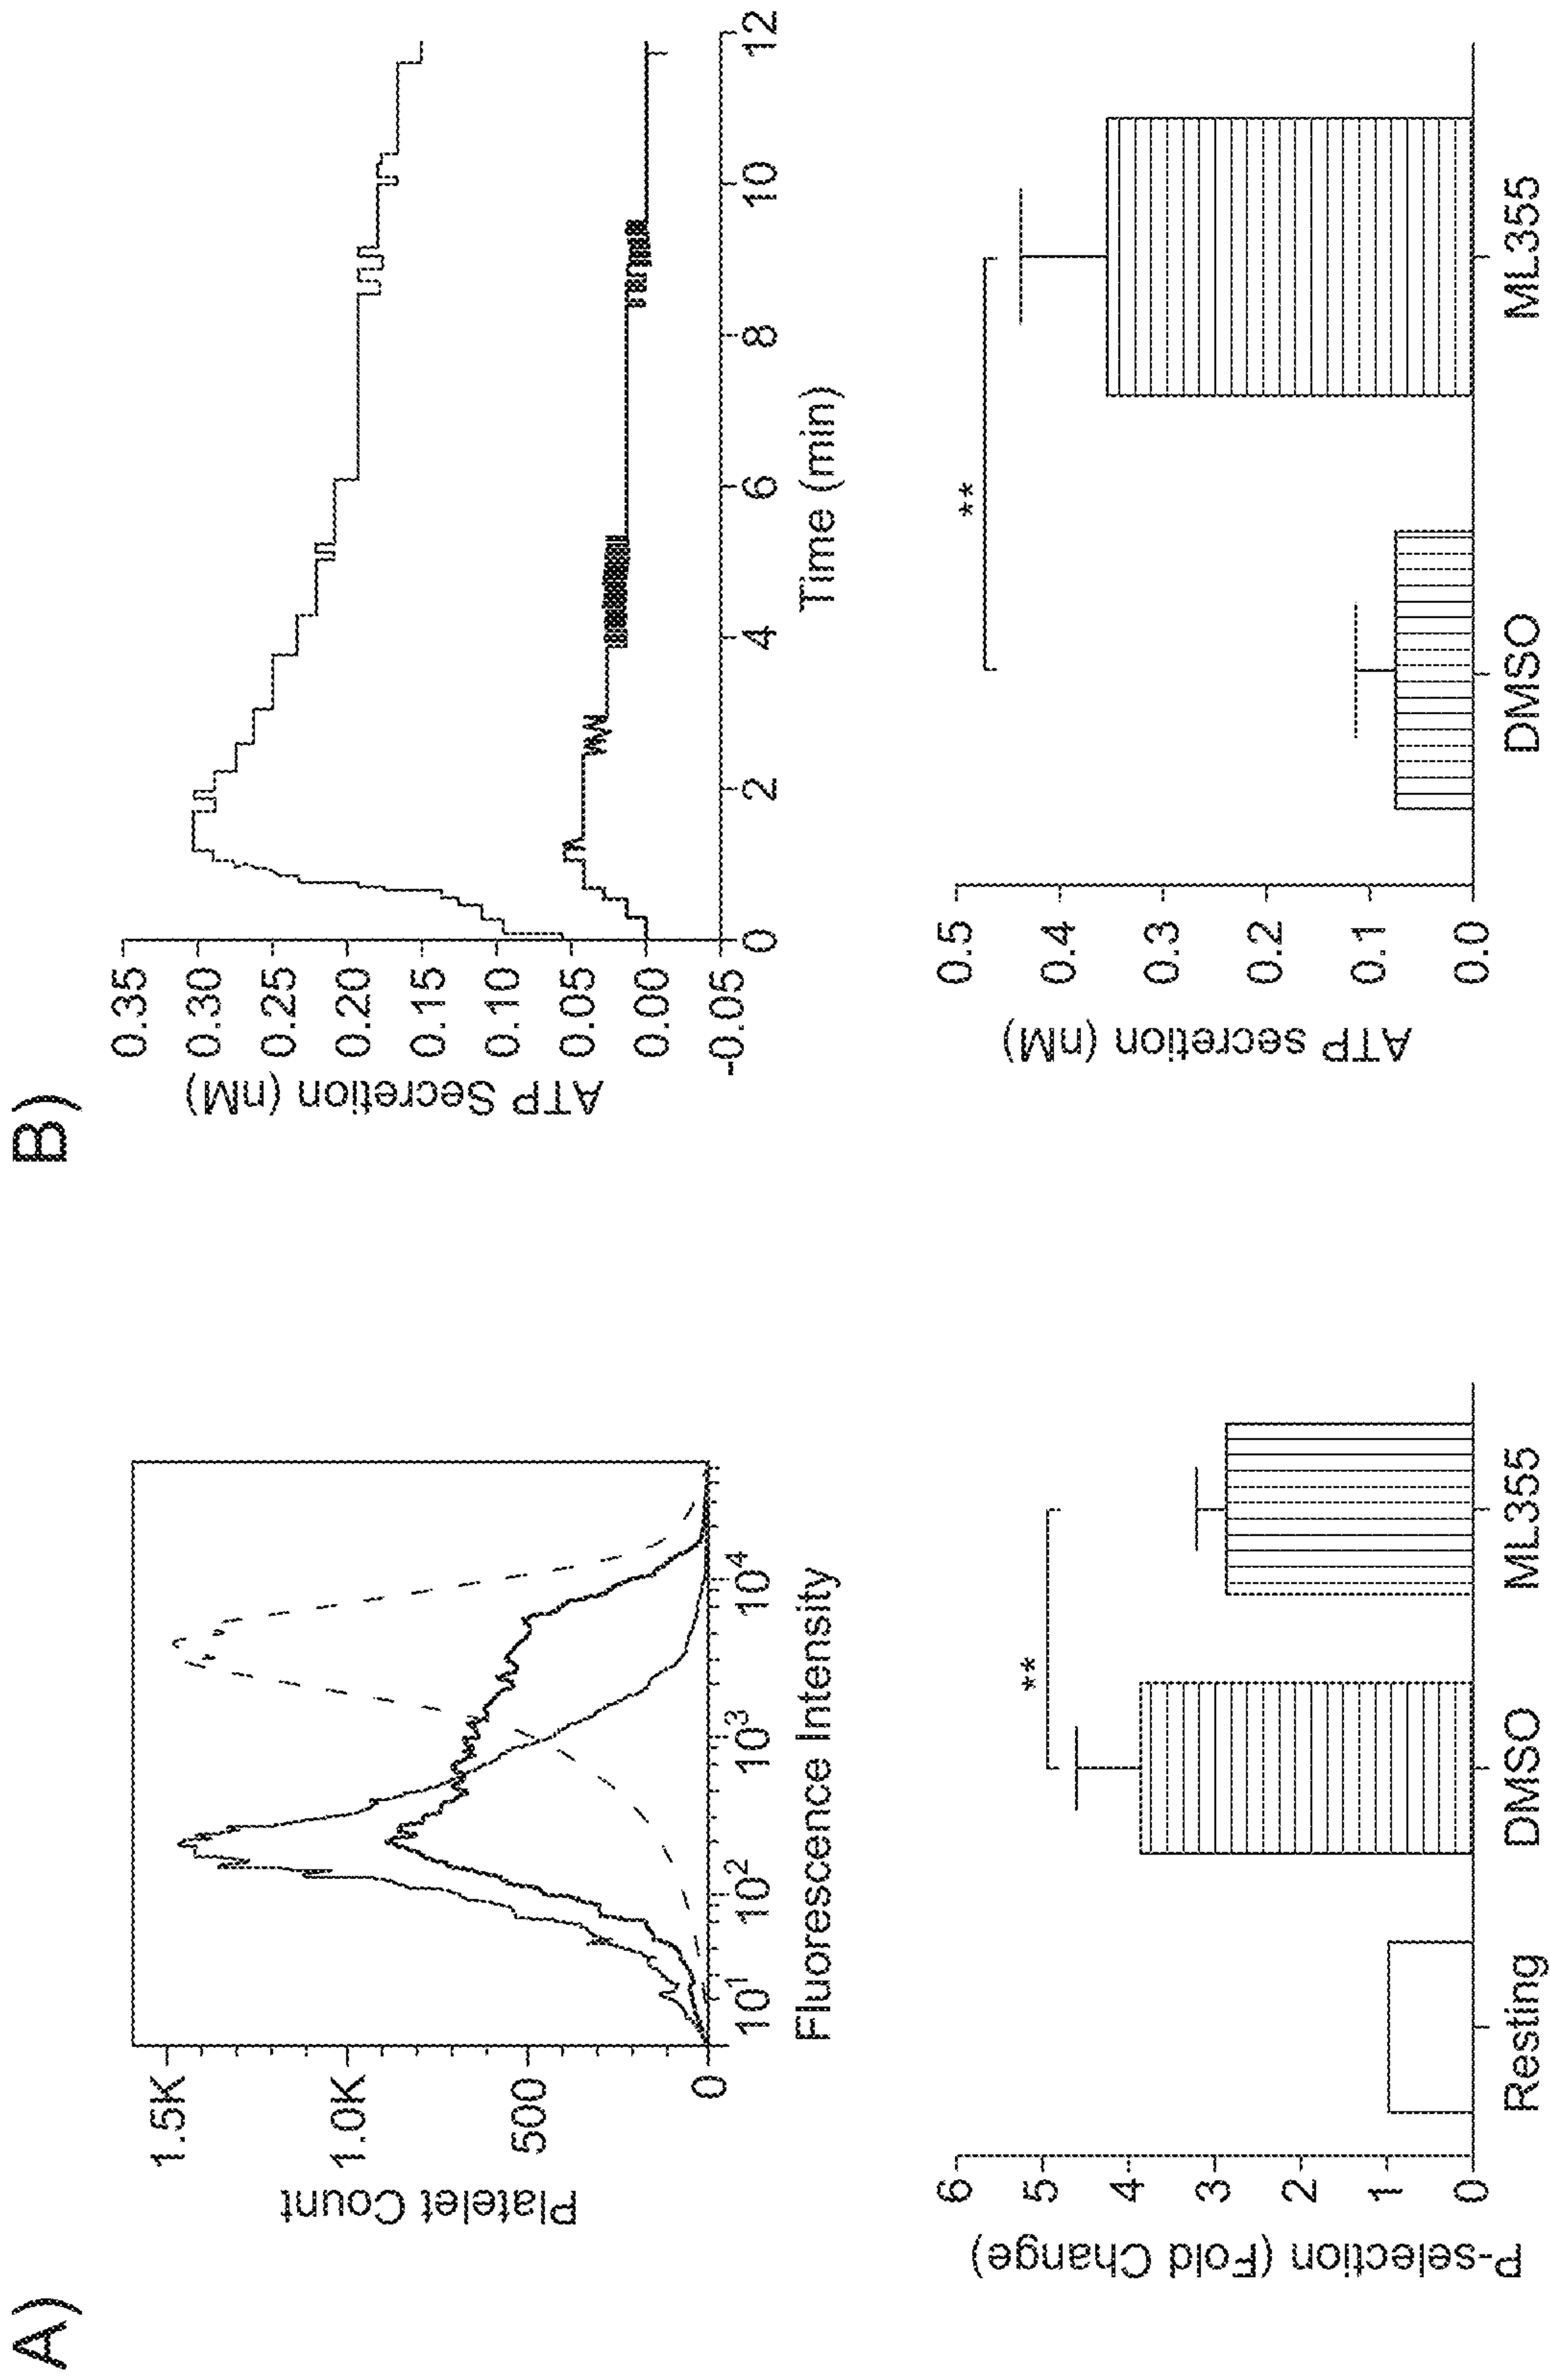 A)
Platelet Count
1.5K
1.0K
500
0
10¹ 10² 10³ 10⁴
Fluorescence Intensity
P-selection (Fold Change)
6
5
4
3
2
1
0
**
Resting DMSO ML355
B)
ATP Secretion (nM)
0.35
0.30
0.25
0.20
0.15
0.10
0.05
0.00
-0.05
0 2 4 6 8 10 12
Time (min)
ATP secretion (nM)
0.5
0.4
0.3
0.2
0.1
0.0
**
DMSO ML355